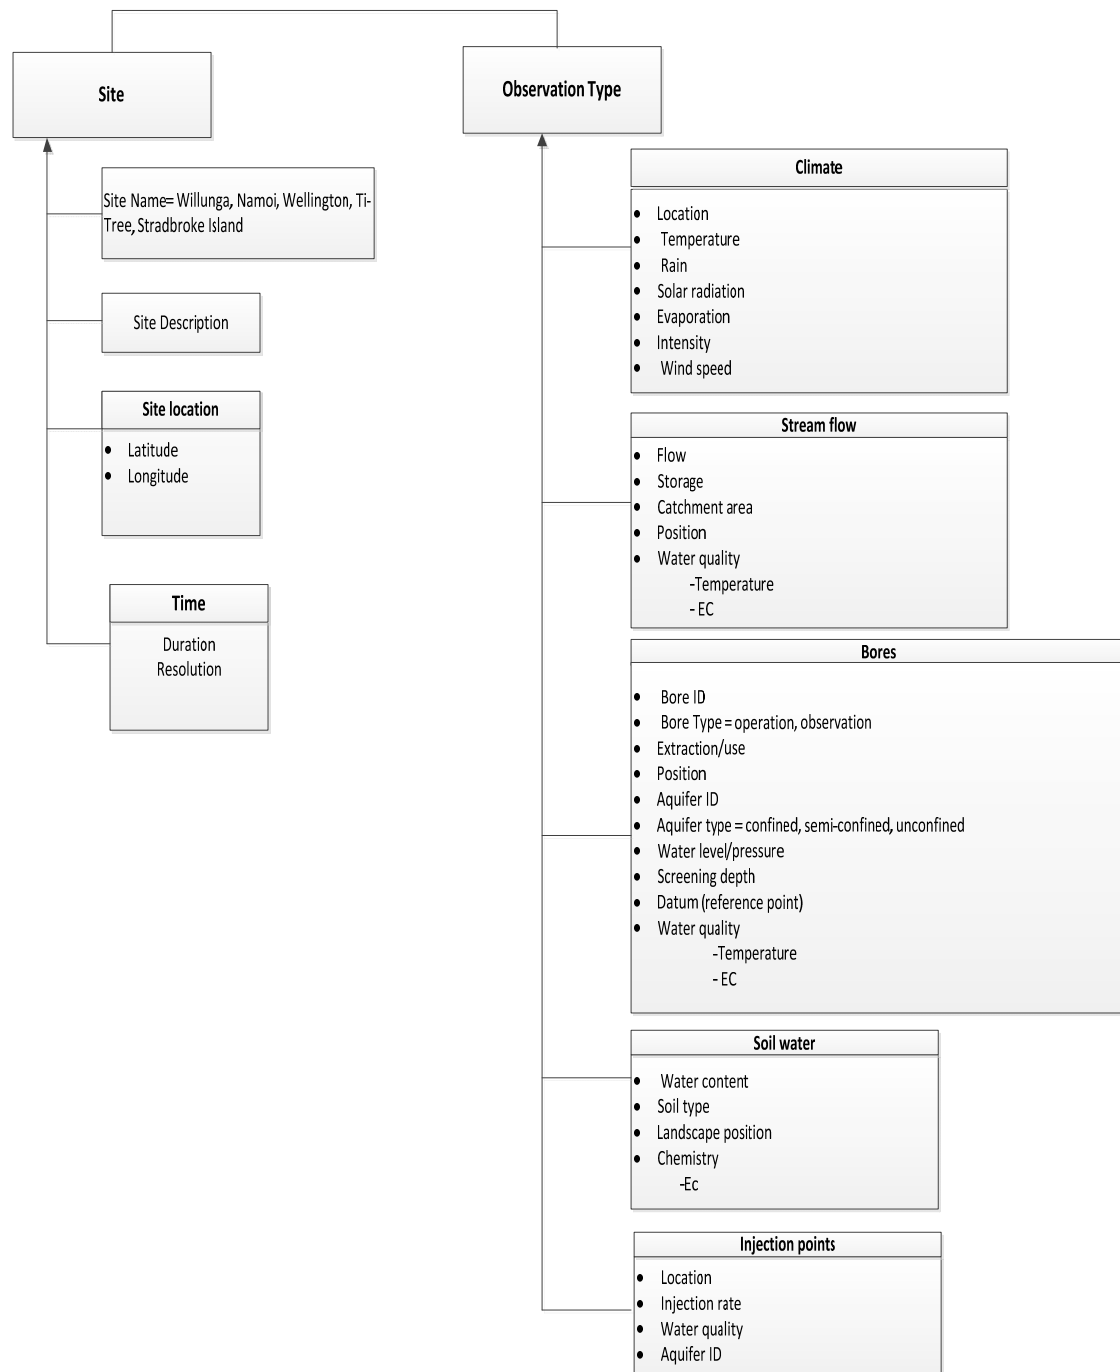 Site
Site Name= Willunga, Namoi, Wellington, Ti-
Tree, Stradbroke Island
Site Description
Site location
• Latitude
• Longitude
Time
Duration
Resolution
Observation Type
Climate
• Location
• Temperature
• Rain
• Solar radiation
• Evaporation
• Intensity
• Wind speed
Stream flow
• Flow
• Storage
• Catchment area
• Position
• Water quality
-Temperature
- EC
Bores
• Bore ID
• Bore Type = operation, observation
• Extraction/use
• Position
• Aquifer ID
• Aquifer type = confined, semi-confined, unconfined
• Water level/pressure
• Screening depth
• Datum (reference point)
• Water quality
-Temperature
- EC
Soil water
• Water content
• Soil type
• Landscape position
• Chemistry
-Ec
Injection points
• Location
• Injection rate
• Water quality
• Aquifer ID